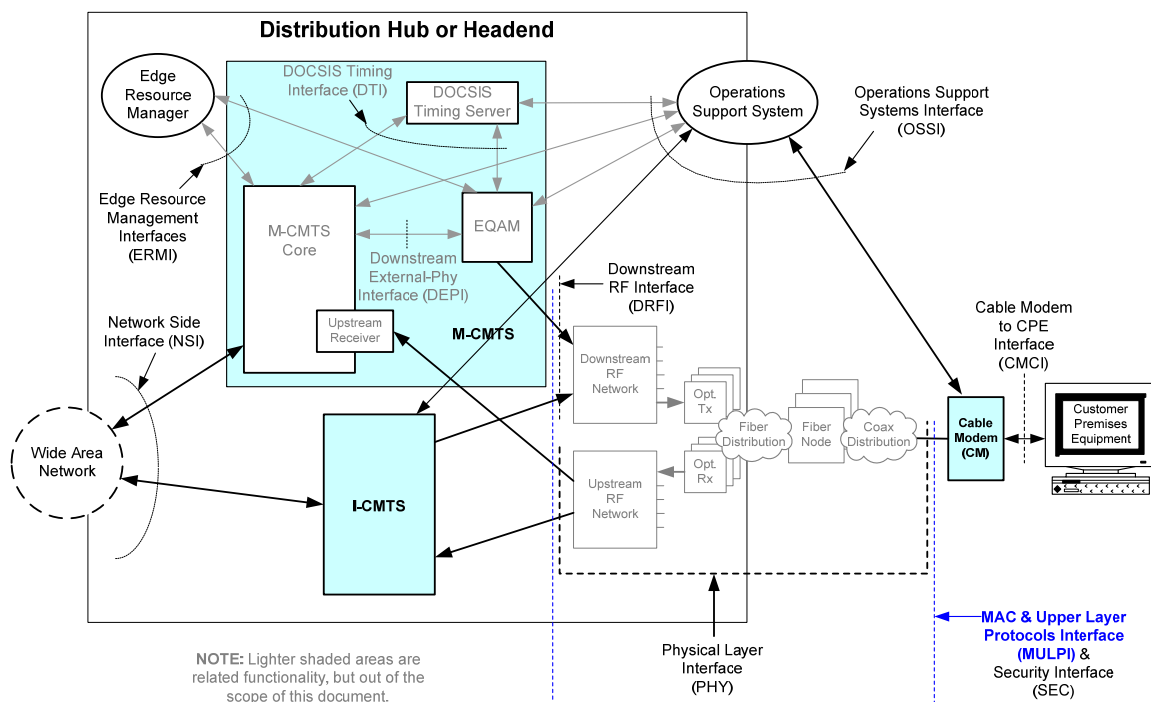 Distribution Hub or Headend
Edge
Resource
Manager
DOCSIS Timing
Interface (DTI)
DOCSIS
Timing Server
Operations
Support System
Operations Support
Systems Interface
(OSSI)
Edge Resource
Management
Interfaces
(ERMI)
M-CMTS
Core
EQAM
Downstream
External-Phy
Interface (DEPI)
Downstream
RF Interface
(DRFI)
Upstream
Receiver
M-CMTS
Network Side
Interface (NSI)
Cable Modem
to CPE
Interface
(CMCI)
Downstream
RF
Network
Opt.
Tx
Fiber
Distribution
Fiber
Node
Coax
Distribution
Cable
Modem
(CM)
Customer
Premises
Equipment
Wide Area
Network
I-CMTS
Upstream
RF
Network
Opt.
Rx
Physical Layer
Interface
(PHY)
MAC & Upper Layer
Protocols Interface
(MULPI) &
Security Interface
(SEC)
NOTE: Lighter shaded areas are
related functionality, but out of the
scope of this document.